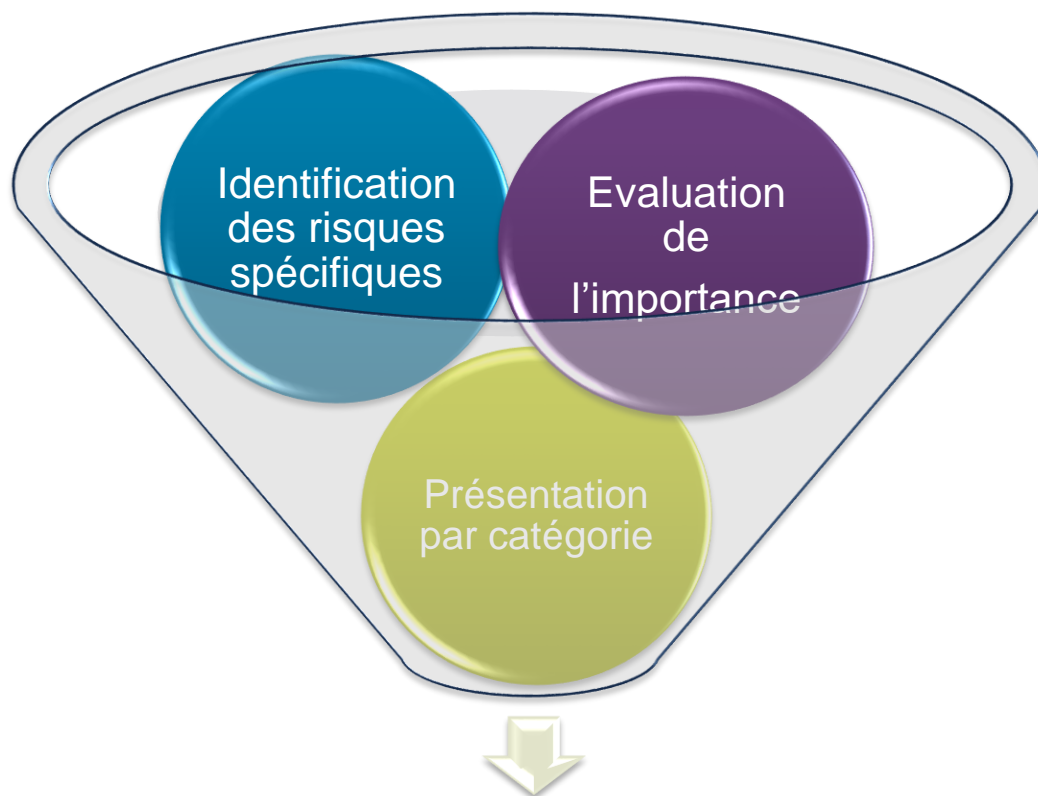 Identification
des risques
spécifiques
Evaluation
de
l’importance
Présentation
par catégorie